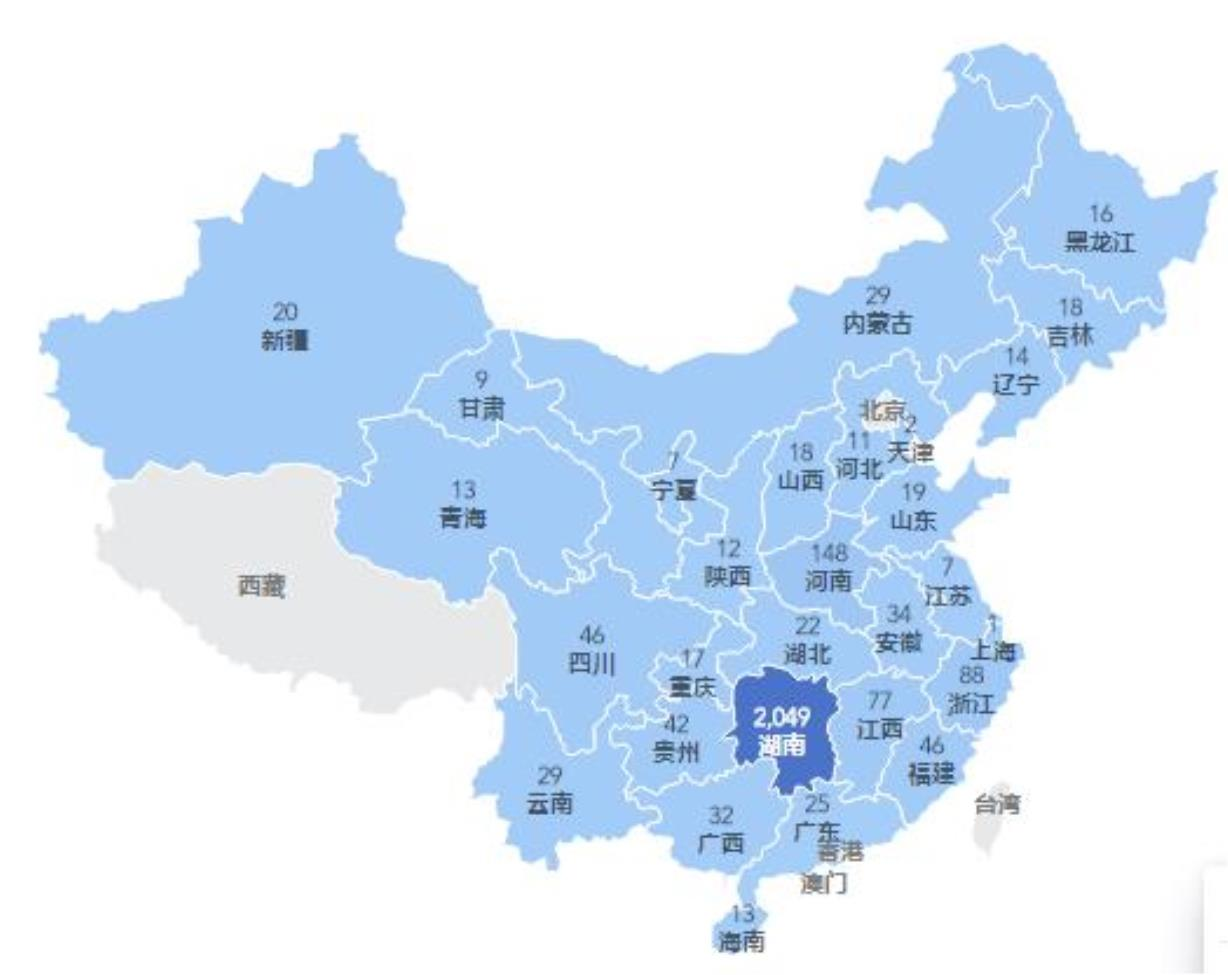 16
黑龙江
29
内蒙古
18
吉林
20
新疆
14
辽宁
9
甘肃
北京
2
天津
11
河北
18
山西
7
宁夏
13
青海
19
山东
12
陕西
148
河南
7
江苏
西藏
34
安徽
1
上海
22
湖北
46
四川
17
重庆
88
浙江
77
江西
2,049
湖南
42
贵州
46
福建
29
云南
32
广西
25
广东
台湾
香港
澳门
13
海南